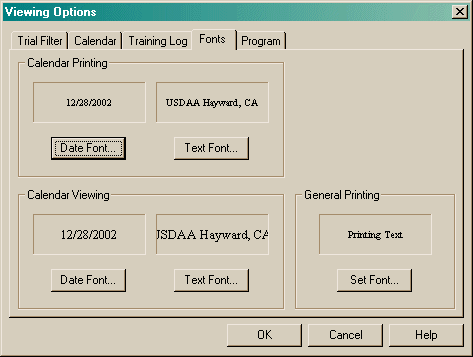 Viewing Options
Trial Filter Calendar Training Log Fonts Program
Calendar Printing
12/28/2002 USDAA Hayward, CA
Date Font... Text Font...
Calendar Viewing General Printing
12/28/2002 USDAA Hayward, CA Printing Text
Date Font... Text Font... Set Font...
OK Cancel Help